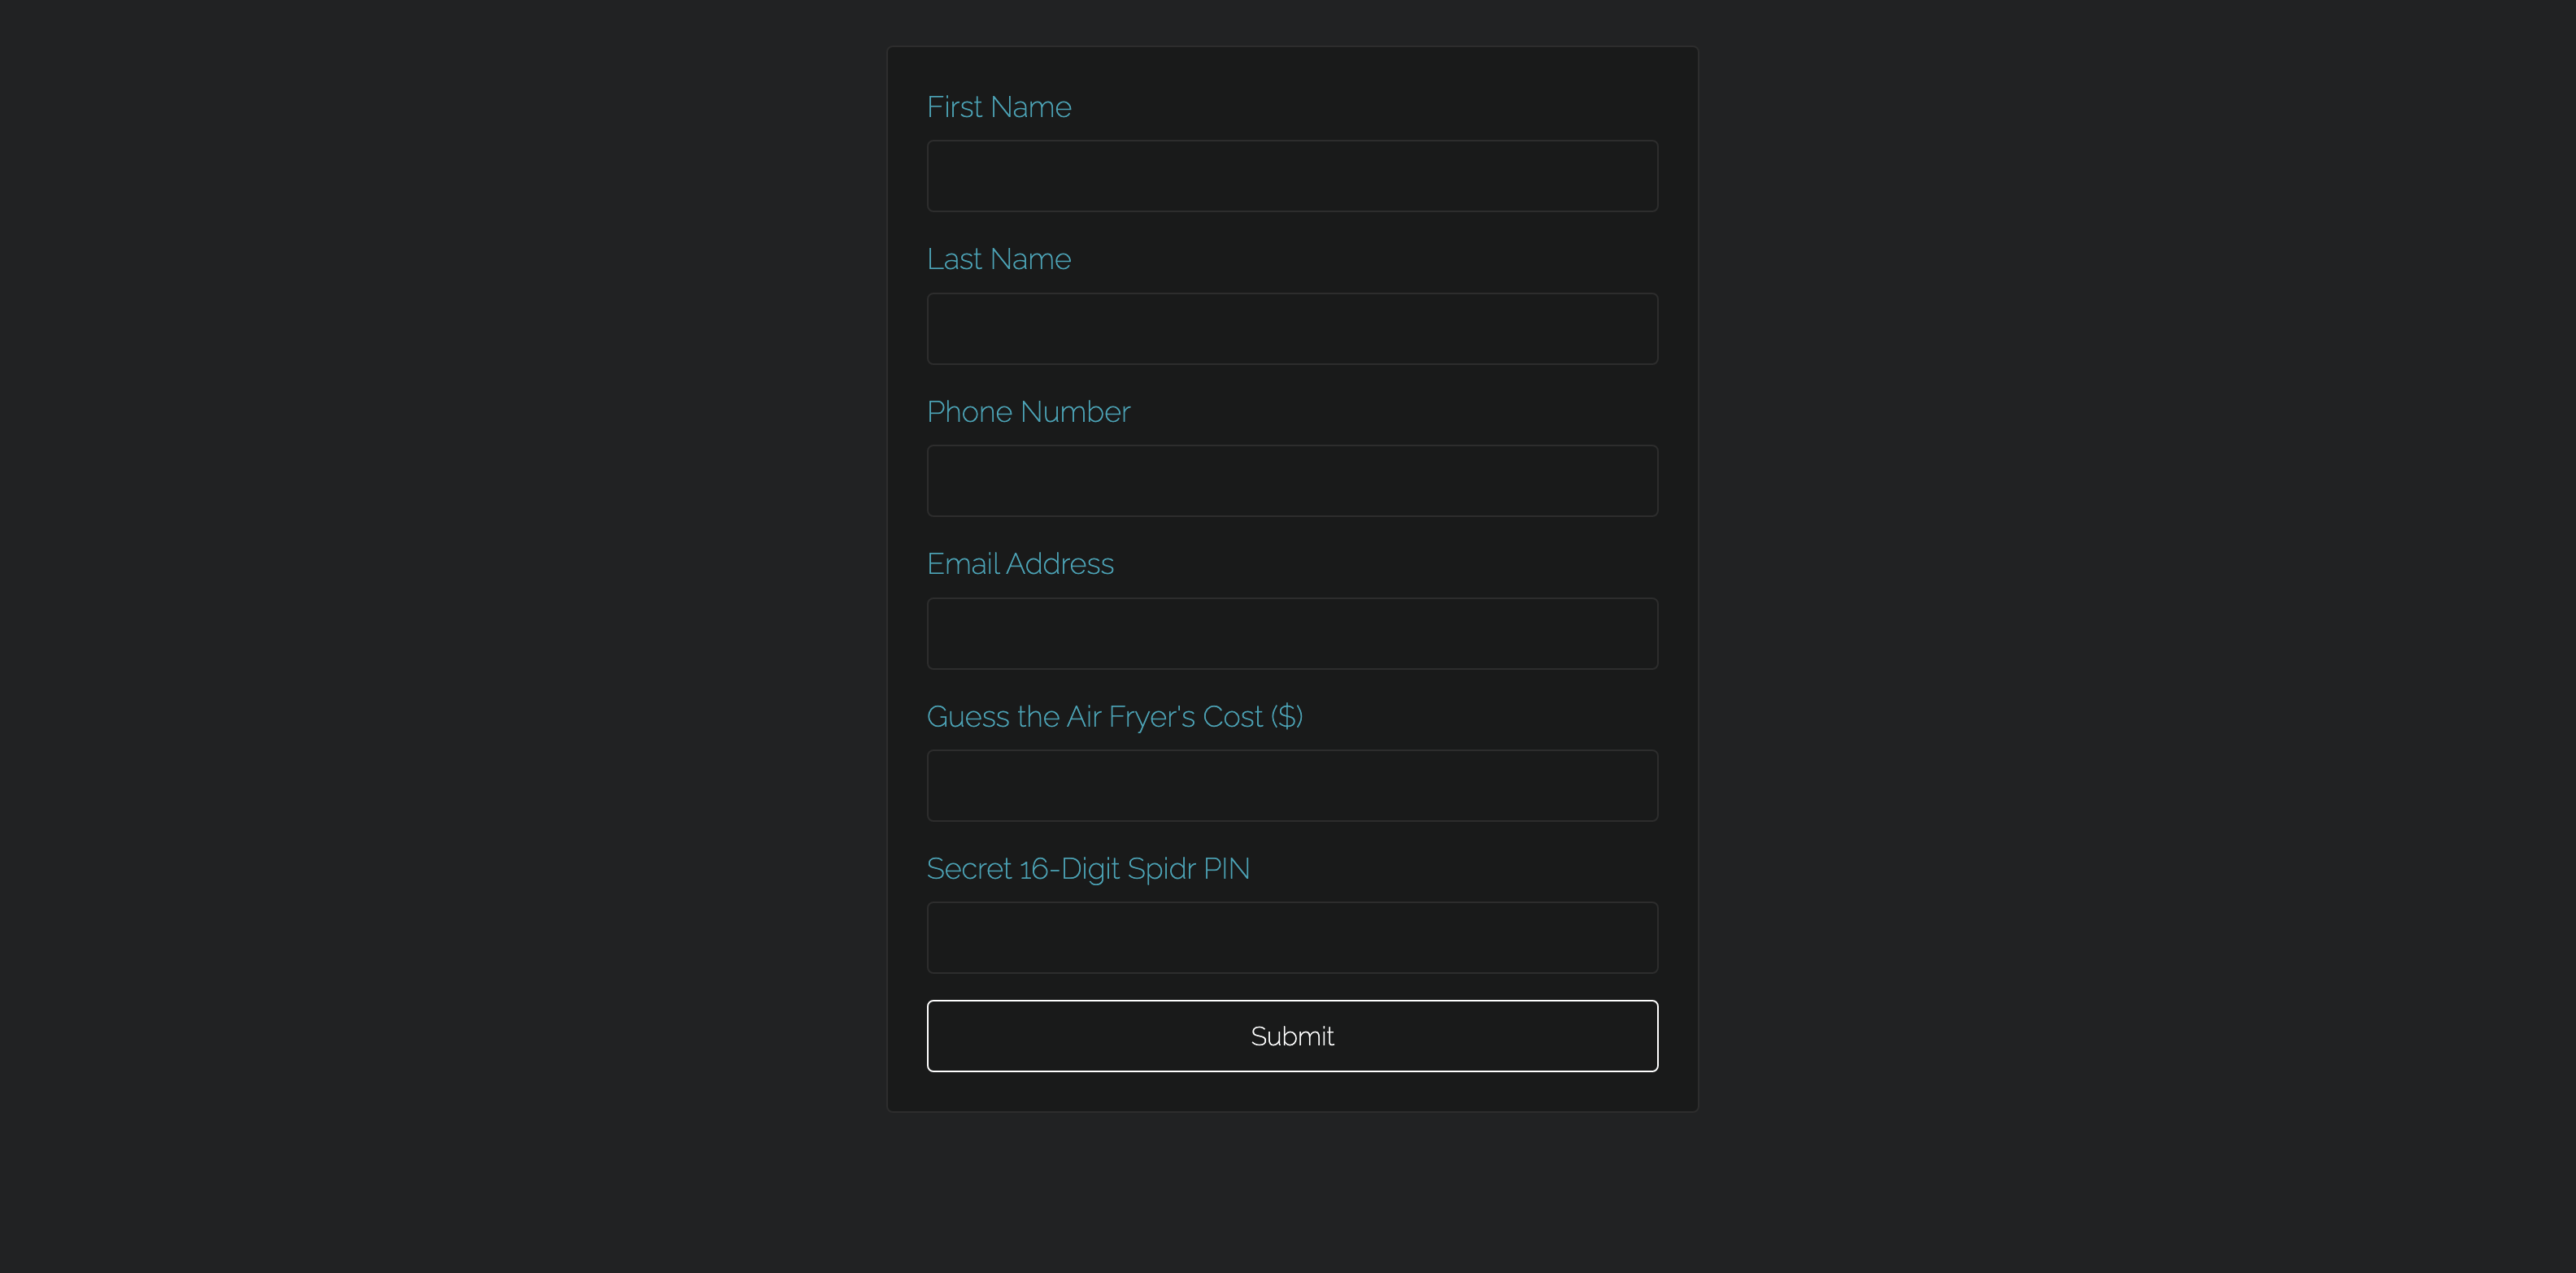 First Name
Last Name
Phone Number
Email Address
Guess the Air Fryer's Cost ($)
Secret 16-Digit Spidr PIN
Submit